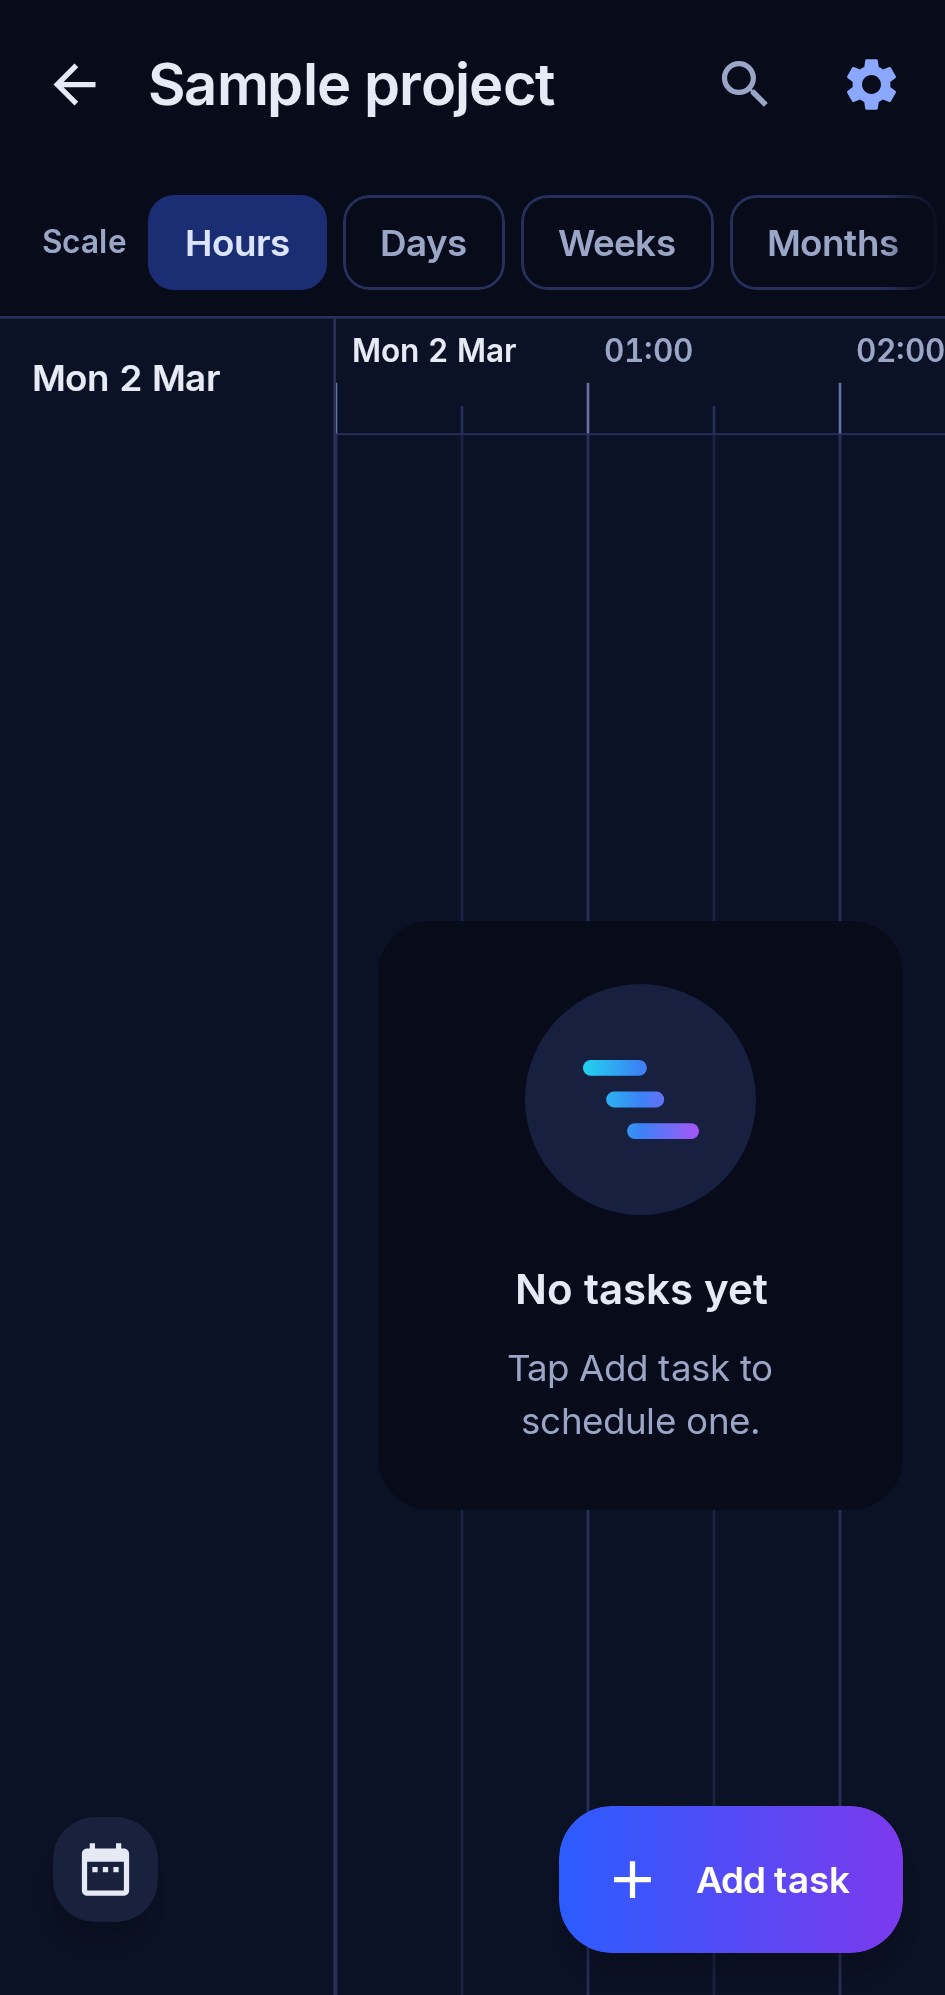 Sample project
Scale
Hours
Days
Weeks
Months
Mon 2 Mar
Mon 2 Mar
01:00
02:00
No tasks yet
Tap Add task to
schedule one.
Add task